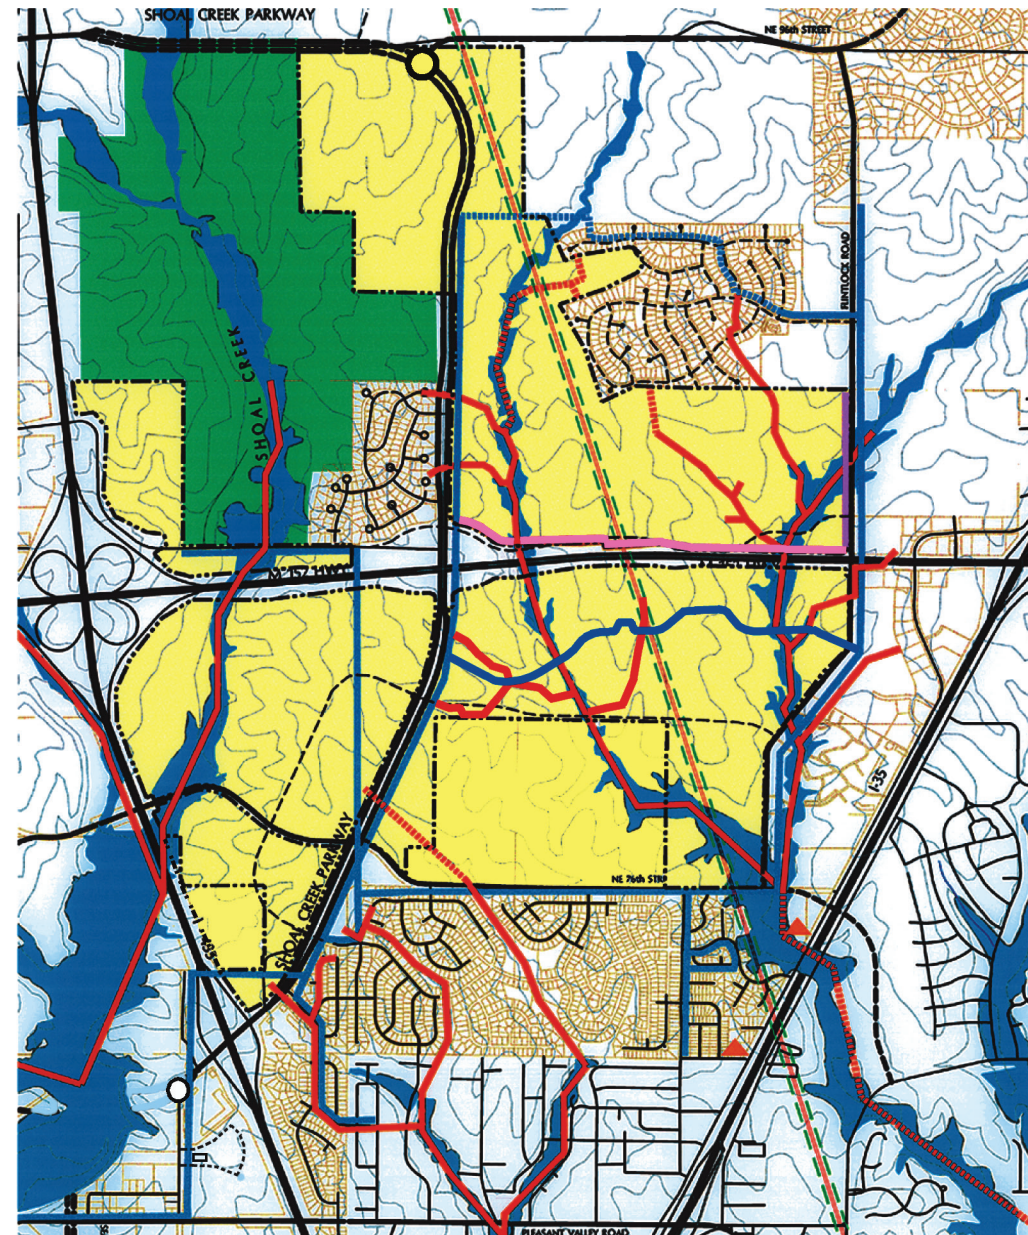 SHOAL CREEK PARKWAY
NE 96th STREET
FLINTLOCK ROAD
SHOAL CREEK
M-152 HWY
I-35
SHOAL CREEK PARKWAY
NE 76th STR
PLEASANT VALLEY ROAD